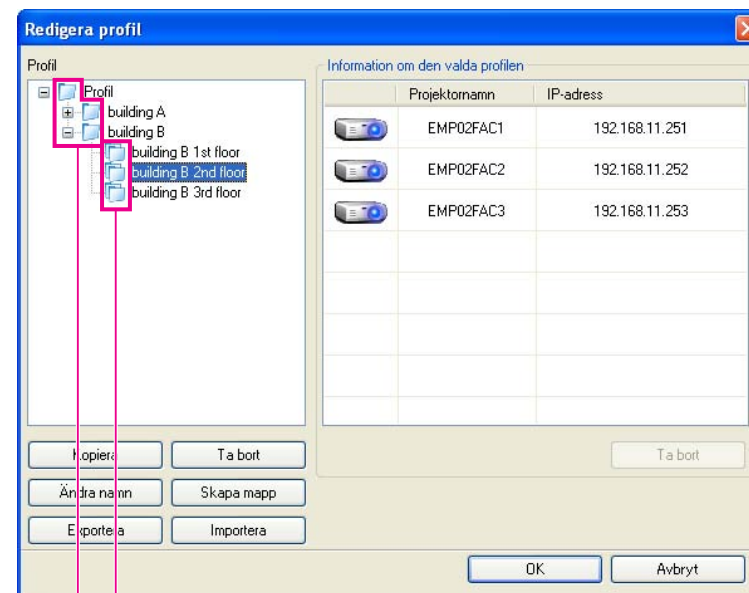 Redigera profil
Profil
Profil
building A
building B
building B 1st floor
building B 2nd floor
building B 3rd floor
Information om den valda profilen
Projektornamn IP-adress
EMP02FAC1 192.168.11.251
EMP02FAC2 192.168.11.252
EMP02FAC3 192.168.11.253
Kopiera Ta bort
Ta bort
Ändra namn Skapa mapp
Exportera Importera
OK Avbryt